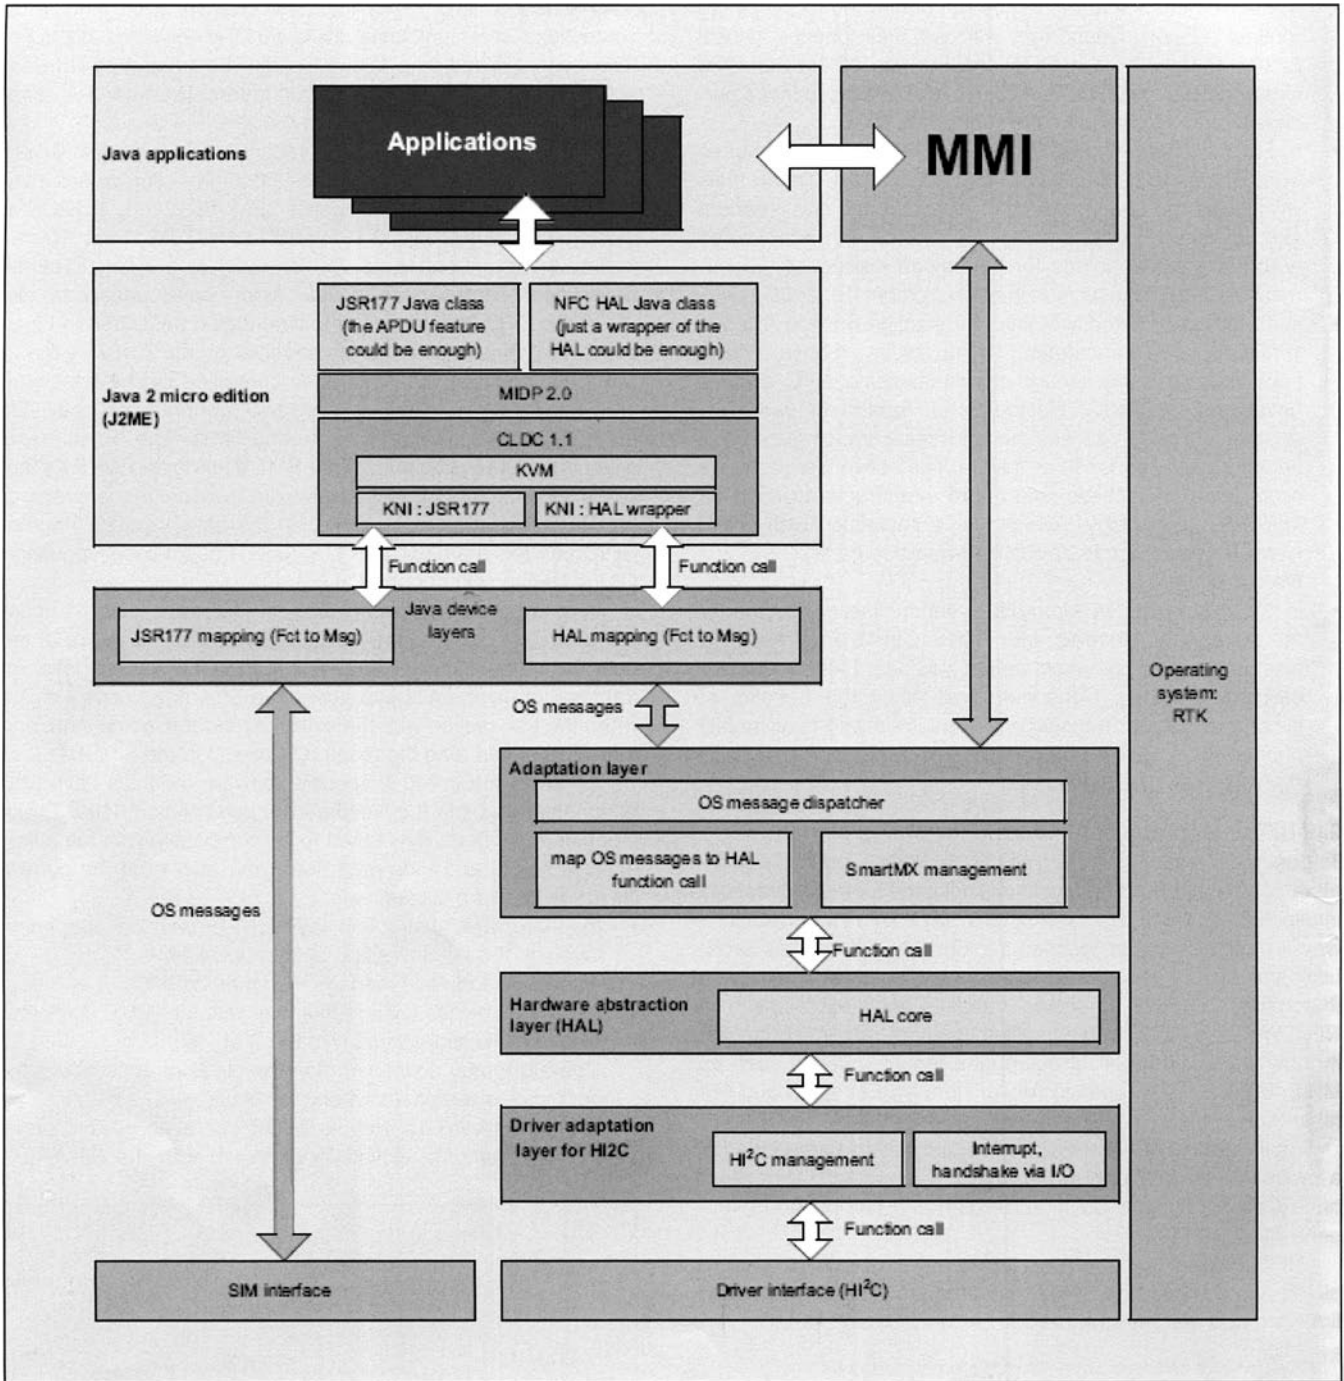 Java applications
Applications
MMI
JSR177 Java class
(the APDU feature
could be enough)
NFC HAL Java class
(just a wrapper of the
HAL could be enough)
Java 2 micro edition
(J2ME)
MIDP 2.0
CLDC 1.1
KVM
KNI : JSR177
KNI : HAL wrapper
Function call
Function call
Java device
layers
JSR177 mapping (Fct to Msg)
HAL mapping (Fct to Msg)
Operating
system:
RTK
OS messages
Adaptation layer
OS message dispatcher
map OS messages to HAL
function call
SmartMX management
OS messages
Function call
Hardware abstraction
layer (HAL)
HAL core
Function call
Driver adaptation
layer for HI2C
HI²C management
Interrupt,
handshake via I/O
Function call
SIM interface
Driver interface (HI²C)